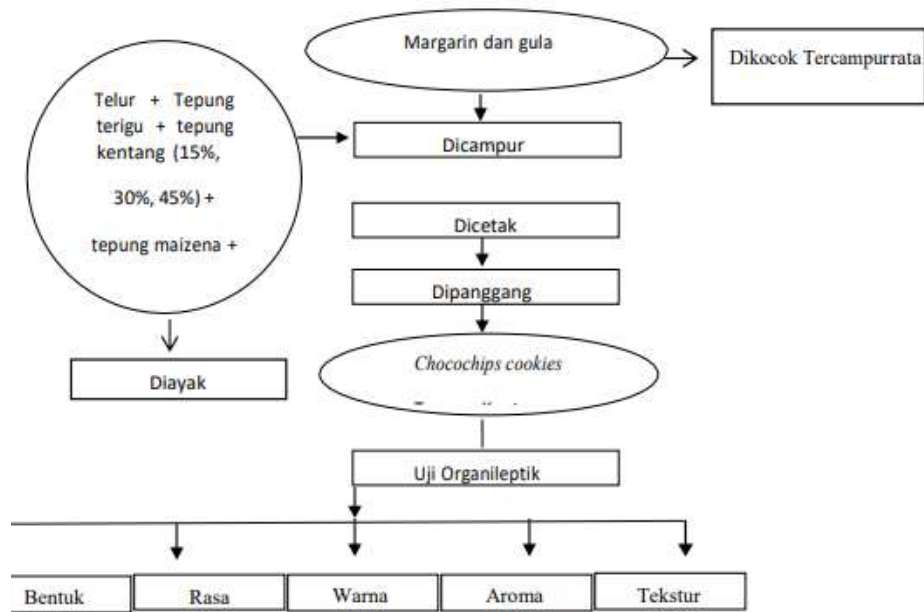 Margarin dan gula
Dikocok Tercampurrata
Telur + Tepung
terigu + tepung
kentang (15%,
30%, 45%) +
tepung maizena +
Dicampur
Dicetak
Dipanggang
Diayak
Chocochips cookies
Uji Organileptik
Bentuk
Rasa
Warna
Aroma
Tekstur